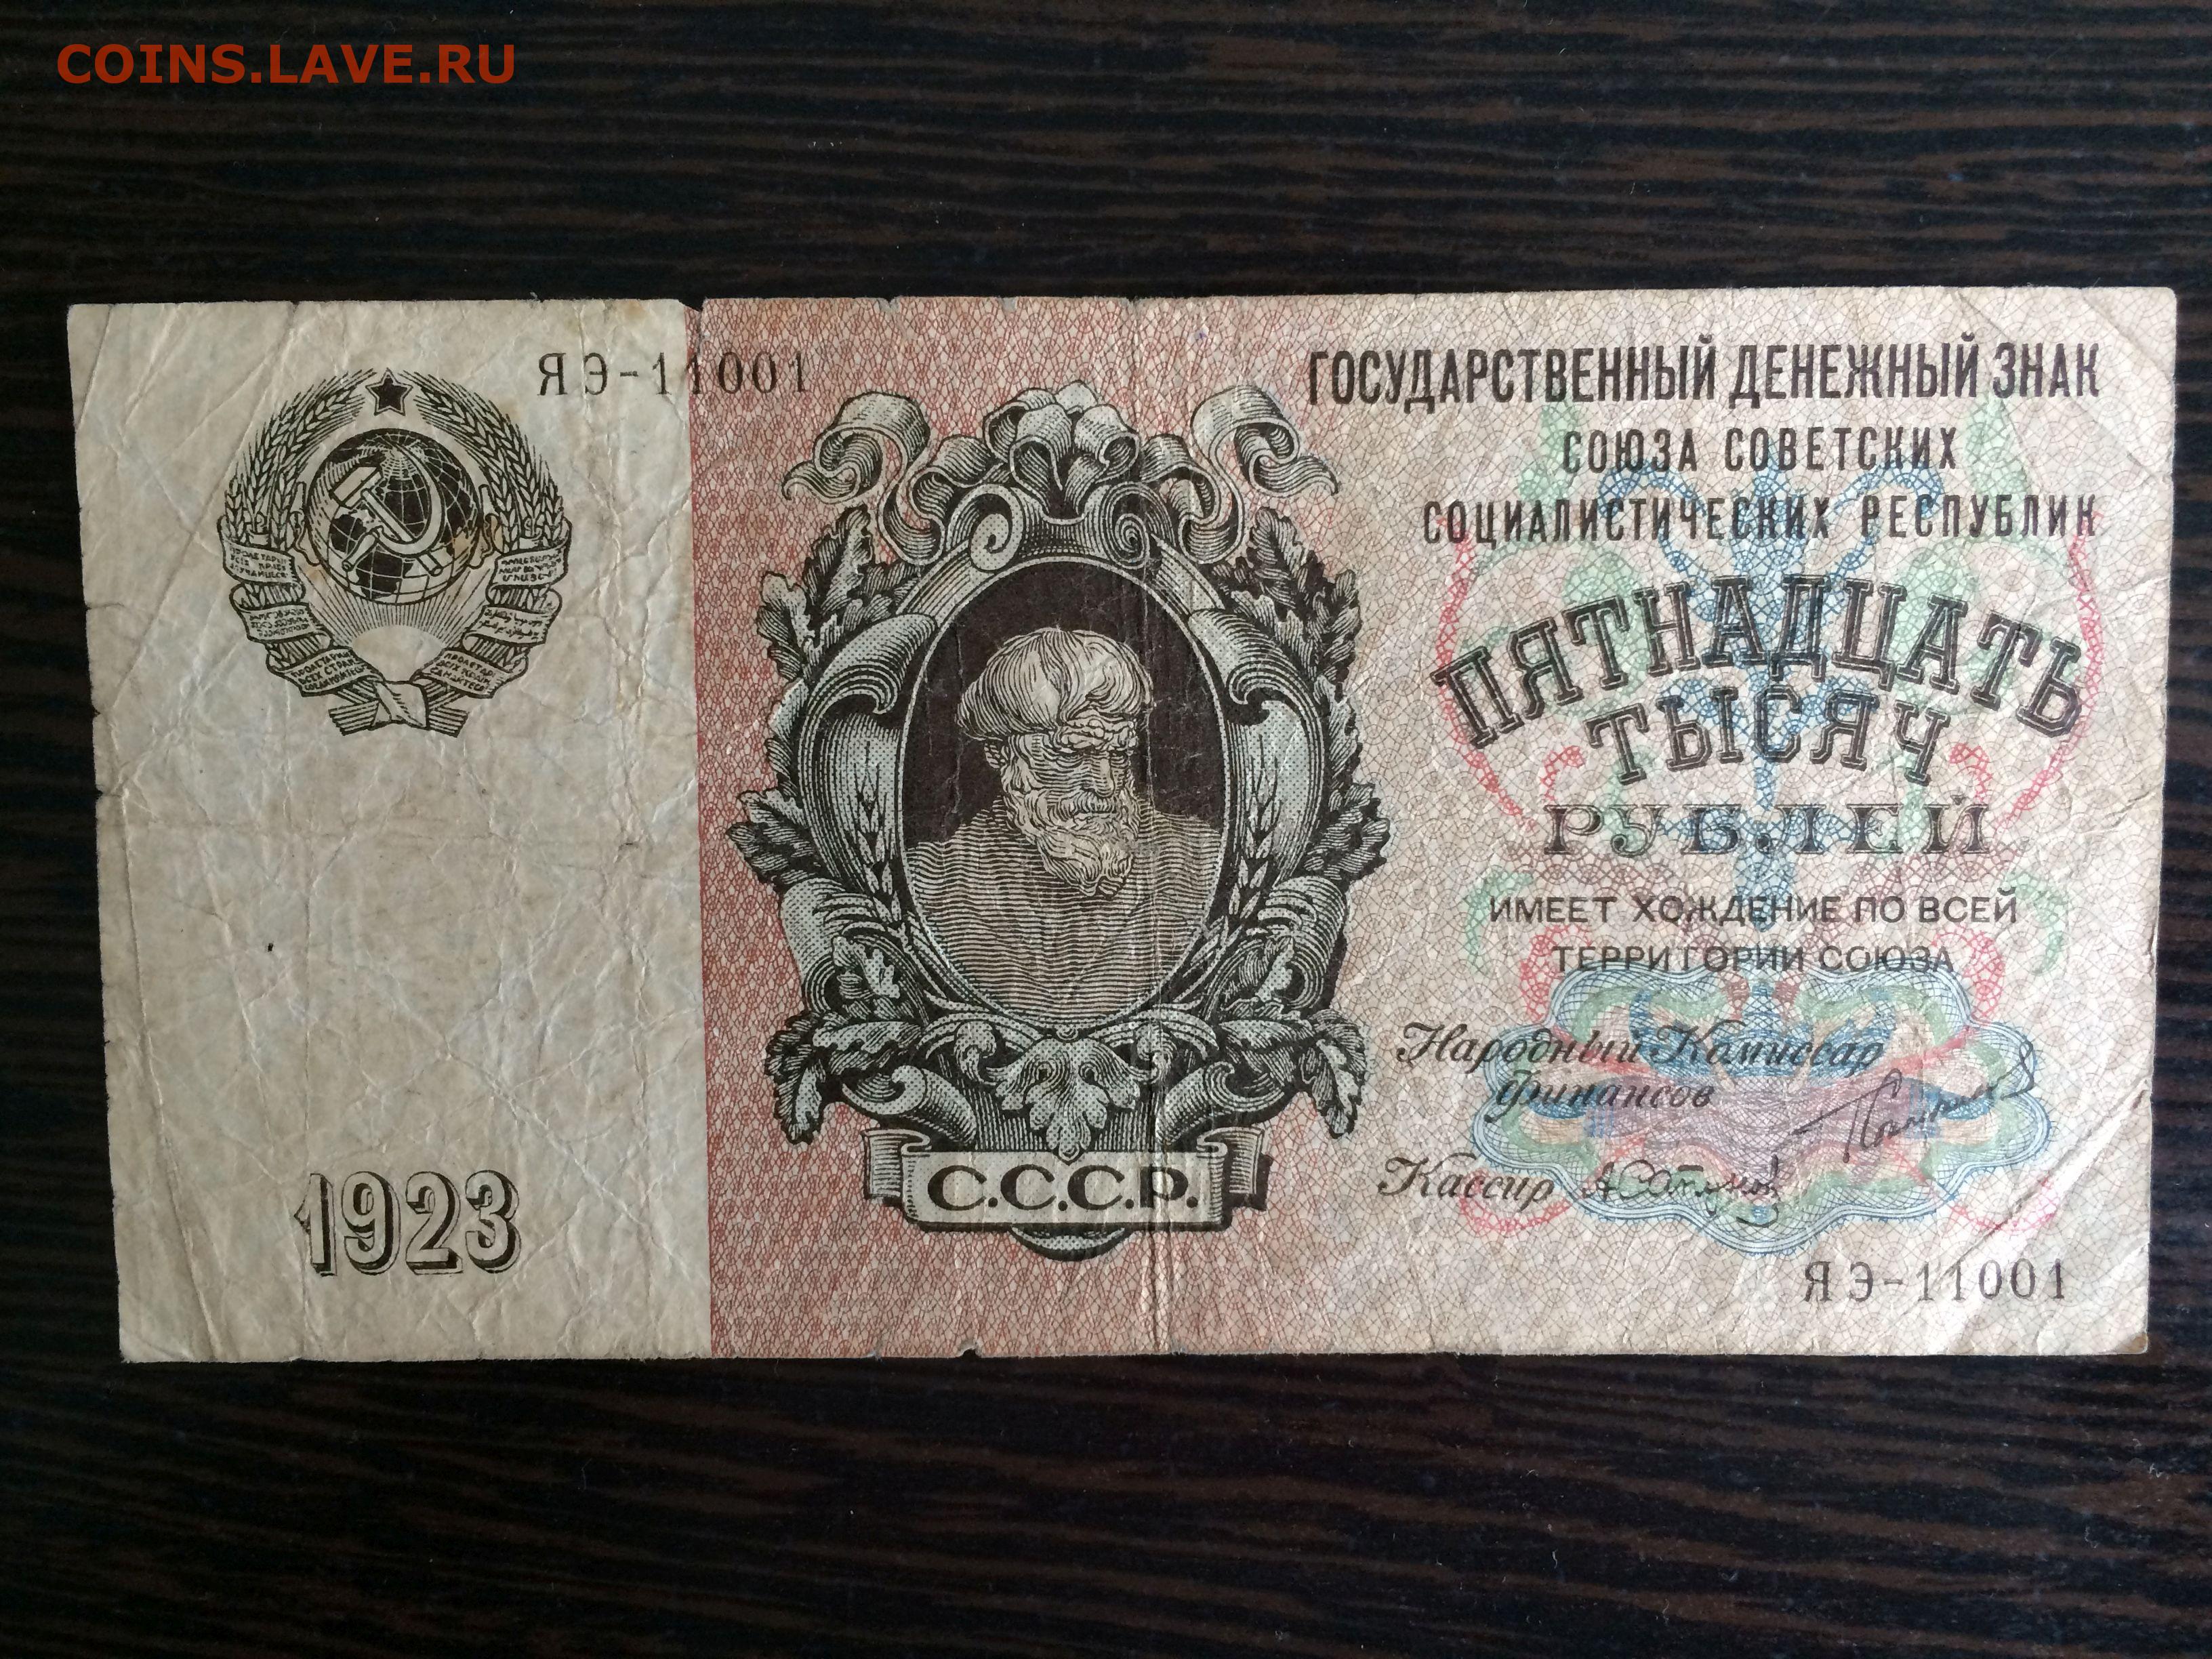 COINS.LAVE.RU
ЯЭ-11001
ГОСУДАРСТВЕННЫЙ ДЕНЕЖНЫЙ ЗНАК
СОЮЗА СОВЕТСКИХ
СОЦИАЛИСТИЧЕСКИХ РЕСПУБЛИК
ПЯТНАДЦАТЬ
ТЫСЯЧ
РУБЛЕЙ
ИМЕЕТ ХОЖДЕНИЕ ПО ВСЕЙ
ТЕРРИТОРИИ СОЮЗА
Народный Комиссар
Финансов
Кассир
С.С.С.Р.
1923
ЯЭ-11001